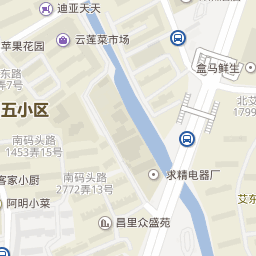 迪亚天天
云莲菜市场
苹果花园
盒马鲜生
东路
弄7号
五小区
北艾
1799
南码头路
1453弄15号
求精电器厂
客家小厨
南码头路
2772弄13号
艾东
阿明小菜
昌里众盛苑